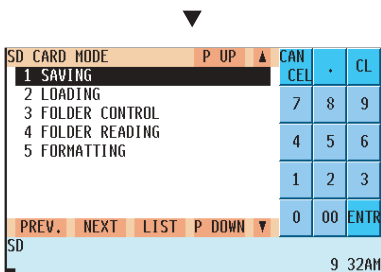 SD CARD MODE P UP ▲ CAN CEL . CL
1 SAVING
2 LOADING
3 FOLDER CONTROL
4 FOLDER READING
5 FORMATTING
7 8 9
4 5 6
1 2 3
0 00 ENTR
PREV. NEXT LIST P DOWN ▼
SD
9 32AM